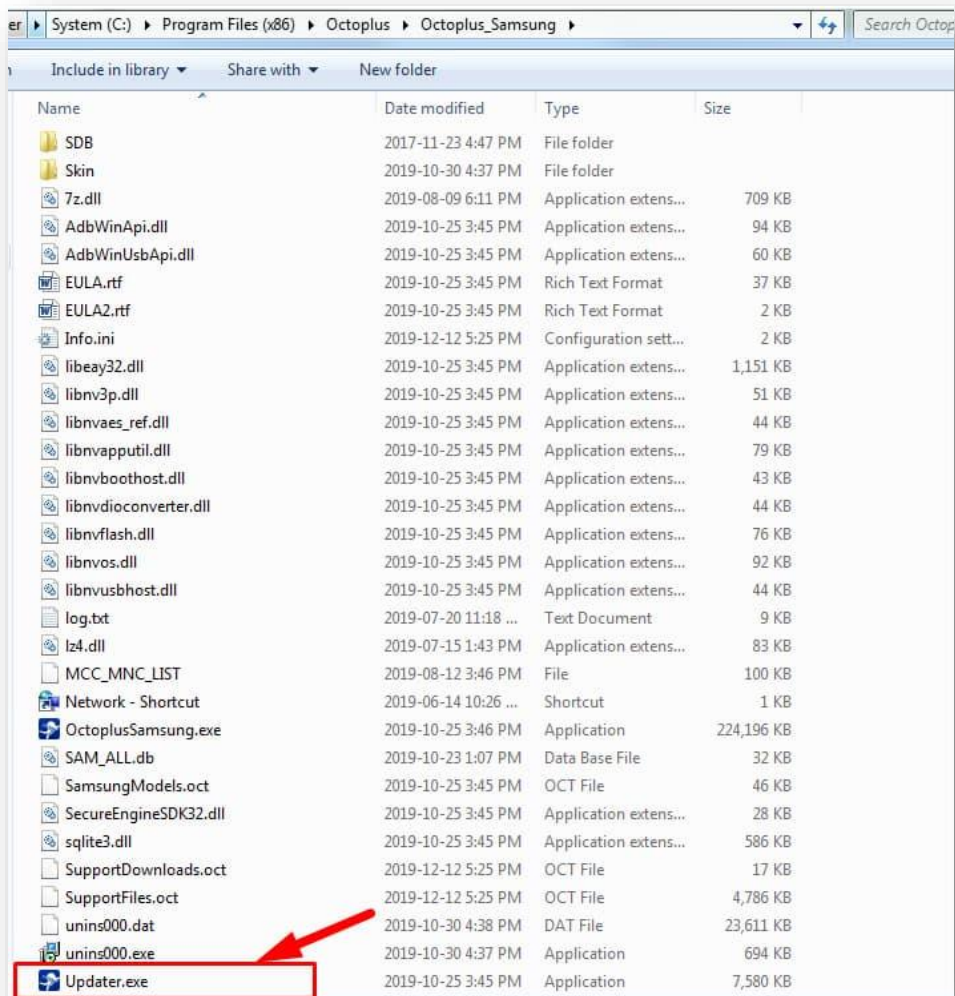 er System (C:) Program Files (x86) Octoplus Octoplus_Samsung Search Octop
Include in library Share with New folder
Name Date modified Type Size
SDB 2017-11-23 4:47 PM File folder
Skin 2019-10-30 4:37 PM File folder
7z.dll 2019-08-09 6:11 PM Application extens... 709 KB
AdbWinApi.dll 2019-10-25 3:45 PM Application extens... 94 KB
AdbWinUsbApi.dll 2019-10-25 3:45 PM Application extens... 60 KB
EULA.rtf 2019-10-25 3:45 PM Rich Text Format 37 KB
EULA2.rtf 2019-10-25 3:45 PM Rich Text Format 2 KB
Info.ini 2019-12-12 5:25 PM Configuration sett... 2 KB
libeay32.dll 2019-10-25 3:45 PM Application extens... 1,151 KB
libnv3p.dll 2019-10-25 3:45 PM Application extens... 51 KB
libnvaes_ref.dll 2019-10-25 3:45 PM Application extens... 44 KB
libnvapputil.dll 2019-10-25 3:45 PM Application extens... 79 KB
libnvboothost.dll 2019-10-25 3:45 PM Application extens... 43 KB
libnvdioconverter.dll 2019-10-25 3:45 PM Application extens... 44 KB
libnvflash.dll 2019-10-25 3:45 PM Application extens... 76 KB
libnvos.dll 2019-10-25 3:45 PM Application extens... 92 KB
libnvusbhost.dll 2019-10-25 3:45 PM Application extens... 44 KB
log.txt 2019-07-20 11:18 ... Text Document 9 KB
lz4.dll 2019-07-15 1:43 PM Application extens... 83 KB
MCC_MNC_LIST 2019-08-12 3:46 PM File 100 KB
Network - Shortcut 2019-06-14 10:26 ... Shortcut 1 KB
OctoplusSamsung.exe 2019-10-25 3:46 PM Application 224,196 KB
SAM_ALL.db 2019-10-23 1:07 PM Data Base File 32 KB
SamsungModels.oct 2019-10-25 3:45 PM OCT File 46 KB
SecureEngineSDK32.dll 2019-10-25 3:45 PM Application extens... 28 KB
sqlite3.dll 2019-10-25 3:45 PM Application extens... 586 KB
SupportDownloads.oct 2019-12-12 5:25 PM OCT File 17 KB
SupportFiles.oct 2019-12-12 5:25 PM OCT File 4,786 KB
unins000.dat 2019-10-30 4:38 PM DAT File 23,611 KB
unins000.exe 2019-10-30 4:37 PM Application 694 KB
Updater.exe 2019-10-25 3:45 PM Application 7,580 KB